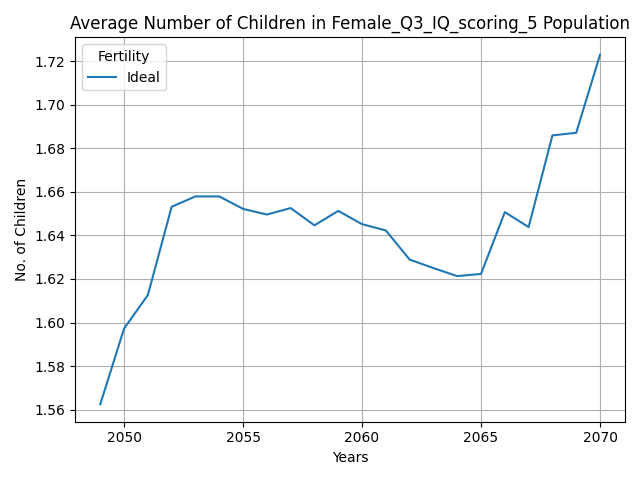 Average Number of Children in Female_Q3_IQ_scoring_5 Population
Fertility
Ideal
No. of Children
1.72
1.70
1.68
1.66
1.64
1.62
1.60
1.58
1.56
2050 2055 2060 2065 2070
Years